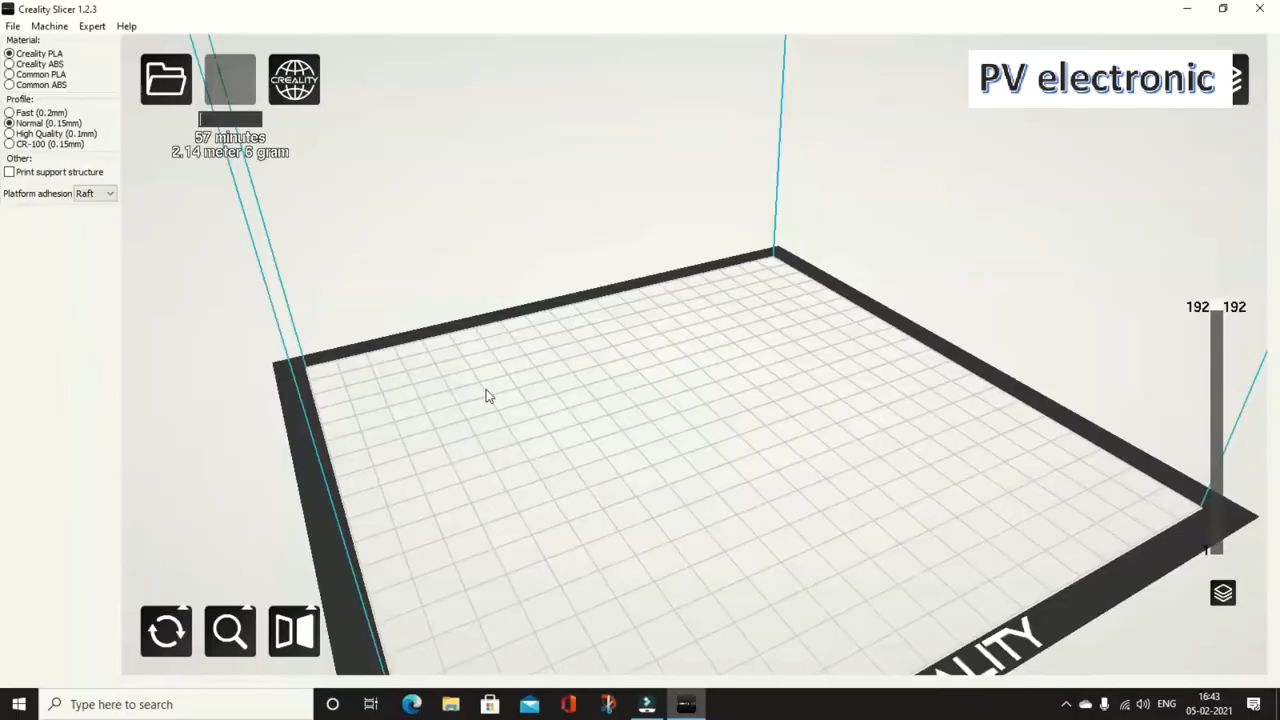 Creality Slicer 1.2.3
File Machine Expert Help
Material:
Creality PLA
Creality ABS
Common PLA
Common ABS
Profile:
Fast (0.2mm)
Normal (0.15mm)
High Quality (0.1mm)
CR-100 (0.15mm)
Other:
Print support structure
Platform adhesion Raft
CREALITY
57 minutes
2.14 meter 6 gram
PV electronic
192 192
1
ALITY
Type here to search
ENG
16:43
05-02-2021